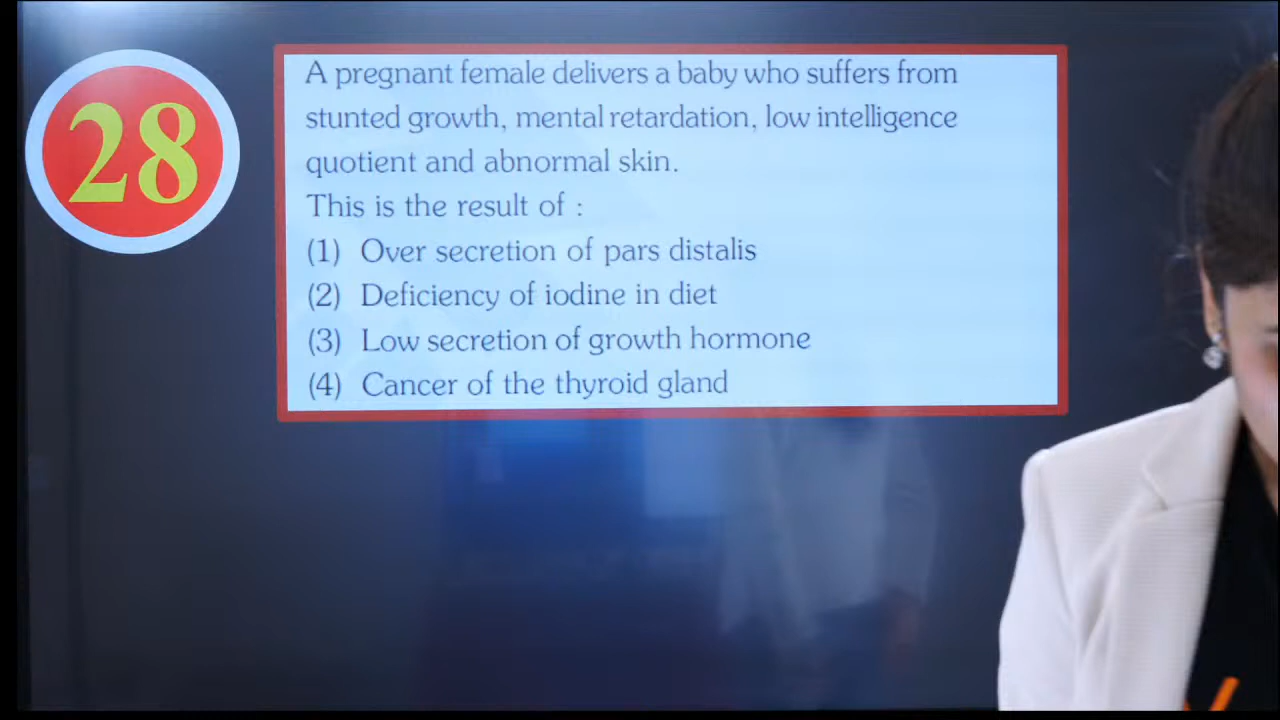 28
A pregnant female delivers a baby who suffers from
stunted growth, mental retardation, low intelligence
quotient and abnormal skin.
This is the result of :
(1) Over secretion of pars distalis
(2) Deficiency of iodine in diet
(3) Low secretion of growth hormone
(4) Cancer of the thyroid gland